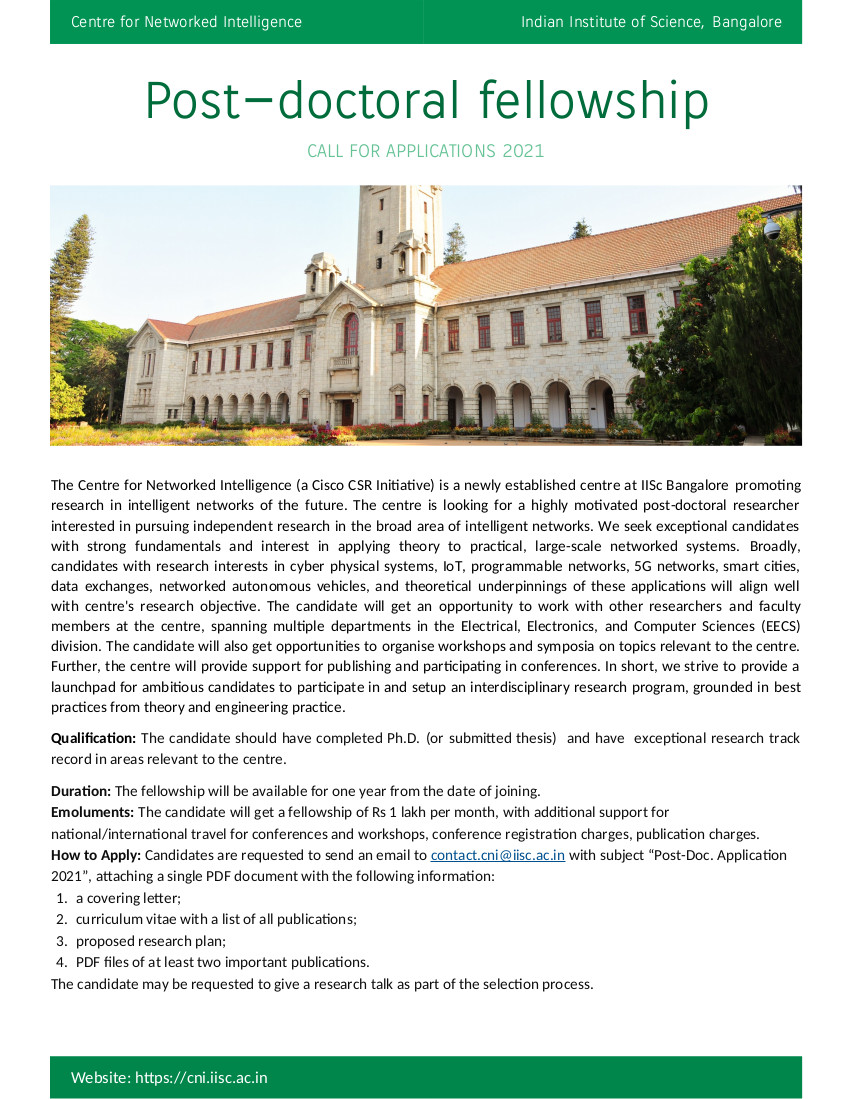 Centre for Networked Intelligence
Indian Institute of Science, Bangalore
Post–doctoral fellowship
CALL FOR APPLICATIONS 2021
The Centre for Networked Intelligence (a Cisco CSR Initiative) is a newly established centre at IISc Bangalore promoting
research in intelligent networks of the future. The centre is looking for a highly motivated post-doctoral researcher
interested in pursuing independent research in the broad area of intelligent networks. We seek exceptional candidates
with strong fundamentals and interest in applying theory to practical, large-scale networked systems. Broadly,
candidates with research interests in cyber physical systems, IoT, programmable networks, 5G networks, smart cities,
data exchanges, networked autonomous vehicles, and theoretical underpinnings of these applications will align well
with centre's research objective. The candidate will get an opportunity to work with other researchers and faculty
members at the centre, spanning multiple departments in the Electrical, Electronics, and Computer Sciences (EECS)
division. The candidate will also get opportunities to organise workshops and symposia on topics relevant to the centre.
Further, the centre will provide support for publishing and participating in conferences. In short, we strive to provide a
launchpad for ambitious candidates to participate in and setup an interdisciplinary research program, grounded in best
practices from theory and engineering practice.
Qualification: The candidate should have completed Ph.D. (or submitted thesis) and have exceptional research track
record in areas relevant to the centre.
Duration: The fellowship will be available for one year from the date of joining.
Emoluments: The candidate will get a fellowship of Rs 1 lakh per month, with additional support for
national/international travel for conferences and workshops, conference registration charges, publication charges.
How to Apply: Candidates are requested to send an email to contact.cni@iisc.ac.in with subject “Post-Doc. Application
2021”, attaching a single PDF document with the following information:
1. a covering letter;
2. curriculum vitae with a list of all publications;
3. proposed research plan;
4. PDF files of at least two important publications.
The candidate may be requested to give a research talk as part of the selection process.
Website: https://cni.iisc.ac.in